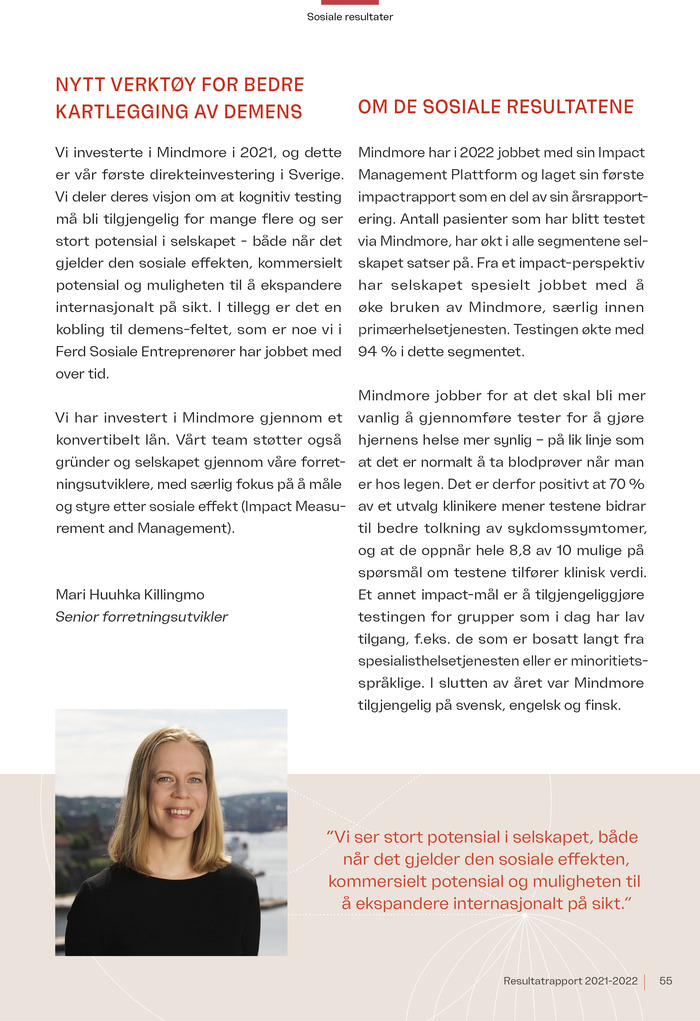 Sosiale resultater
NYTT VERKTØY FOR BEDRE
KARTLEGGING AV DEMENS
Vi investerte i Mindmore i 2021, og dette
er vår første direkteinvestering i Sverige.
Vi deler deres visjon om at kognitiv testing
må bli tilgjengelig for mange flere og ser
stort potensial i selskapet - både når det
gjelder den sosiale effekten, kommersielt
potensial og muligheten til å ekspandere
internasjonalt på sikt. I tillegg er det en
kobling til demens-feltet, som er noe vi i
Ferd Sosiale Entreprenører har jobbet med
over tid.
Vi har investert i Mindmore gjennom et
konvertibelt lån. Vårt team støtter også
gründer og selskapet gjennom våre forret-
ningsutviklere, med særlig fokus på å måle
og styre etter sosiale effekt (Impact Measu-
rement and Management).
Mari Huuhka Killingmo
Senior forretningsutvikler
OM DE SOSIALE RESULTATENE
Mindmore har i 2022 jobbet med sin Impact
Management Plattform og laget sin første
impactrapport som en del av sin årsrapport-
ering. Antall pasienter som har blitt testet
via Mindmore, har økt i alle segmentene sel-
skapet satser på. Fra et impact-perspektiv
har selskapet spesielt jobbet med å
øke bruken av Mindmore, særlig innen
primærhelsetjenesten. Testingen økte med
94 % i dette segmentet.
Mindmore jobber for at det skal bli mer
vanlig å gjennomføre tester for å gjøre
hjernens helse mer synlig – på lik linje som
at det er normalt å ta blodprøver når man
er hos legen. Det er derfor positivt at 70 %
av et utvalg klinikere mener testene bidrar
til bedre tolkning av sykdomssymtomer,
og at de oppnår hele 8,8 av 10 mulige på
spørsmål om testene tilfører klinisk verdi.
Et annet impact-mål er å tilgjengeliggjøre
testingen for grupper som i dag har lav
tilgang, f.eks. de som er bosatt langt fra
spesialisthelsetjenesten eller er minoritets-
språklige. I slutten av året var Mindmore
tilgjengelig på svensk, engelsk og finsk.
“Vi ser stort potensial i selskapet, både
når det gjelder den sosiale effekten,
kommersielt potensial og muligheten til
å ekspandere internasjonalt på sikt.”
Resultatrapport 2021-2022 | 55